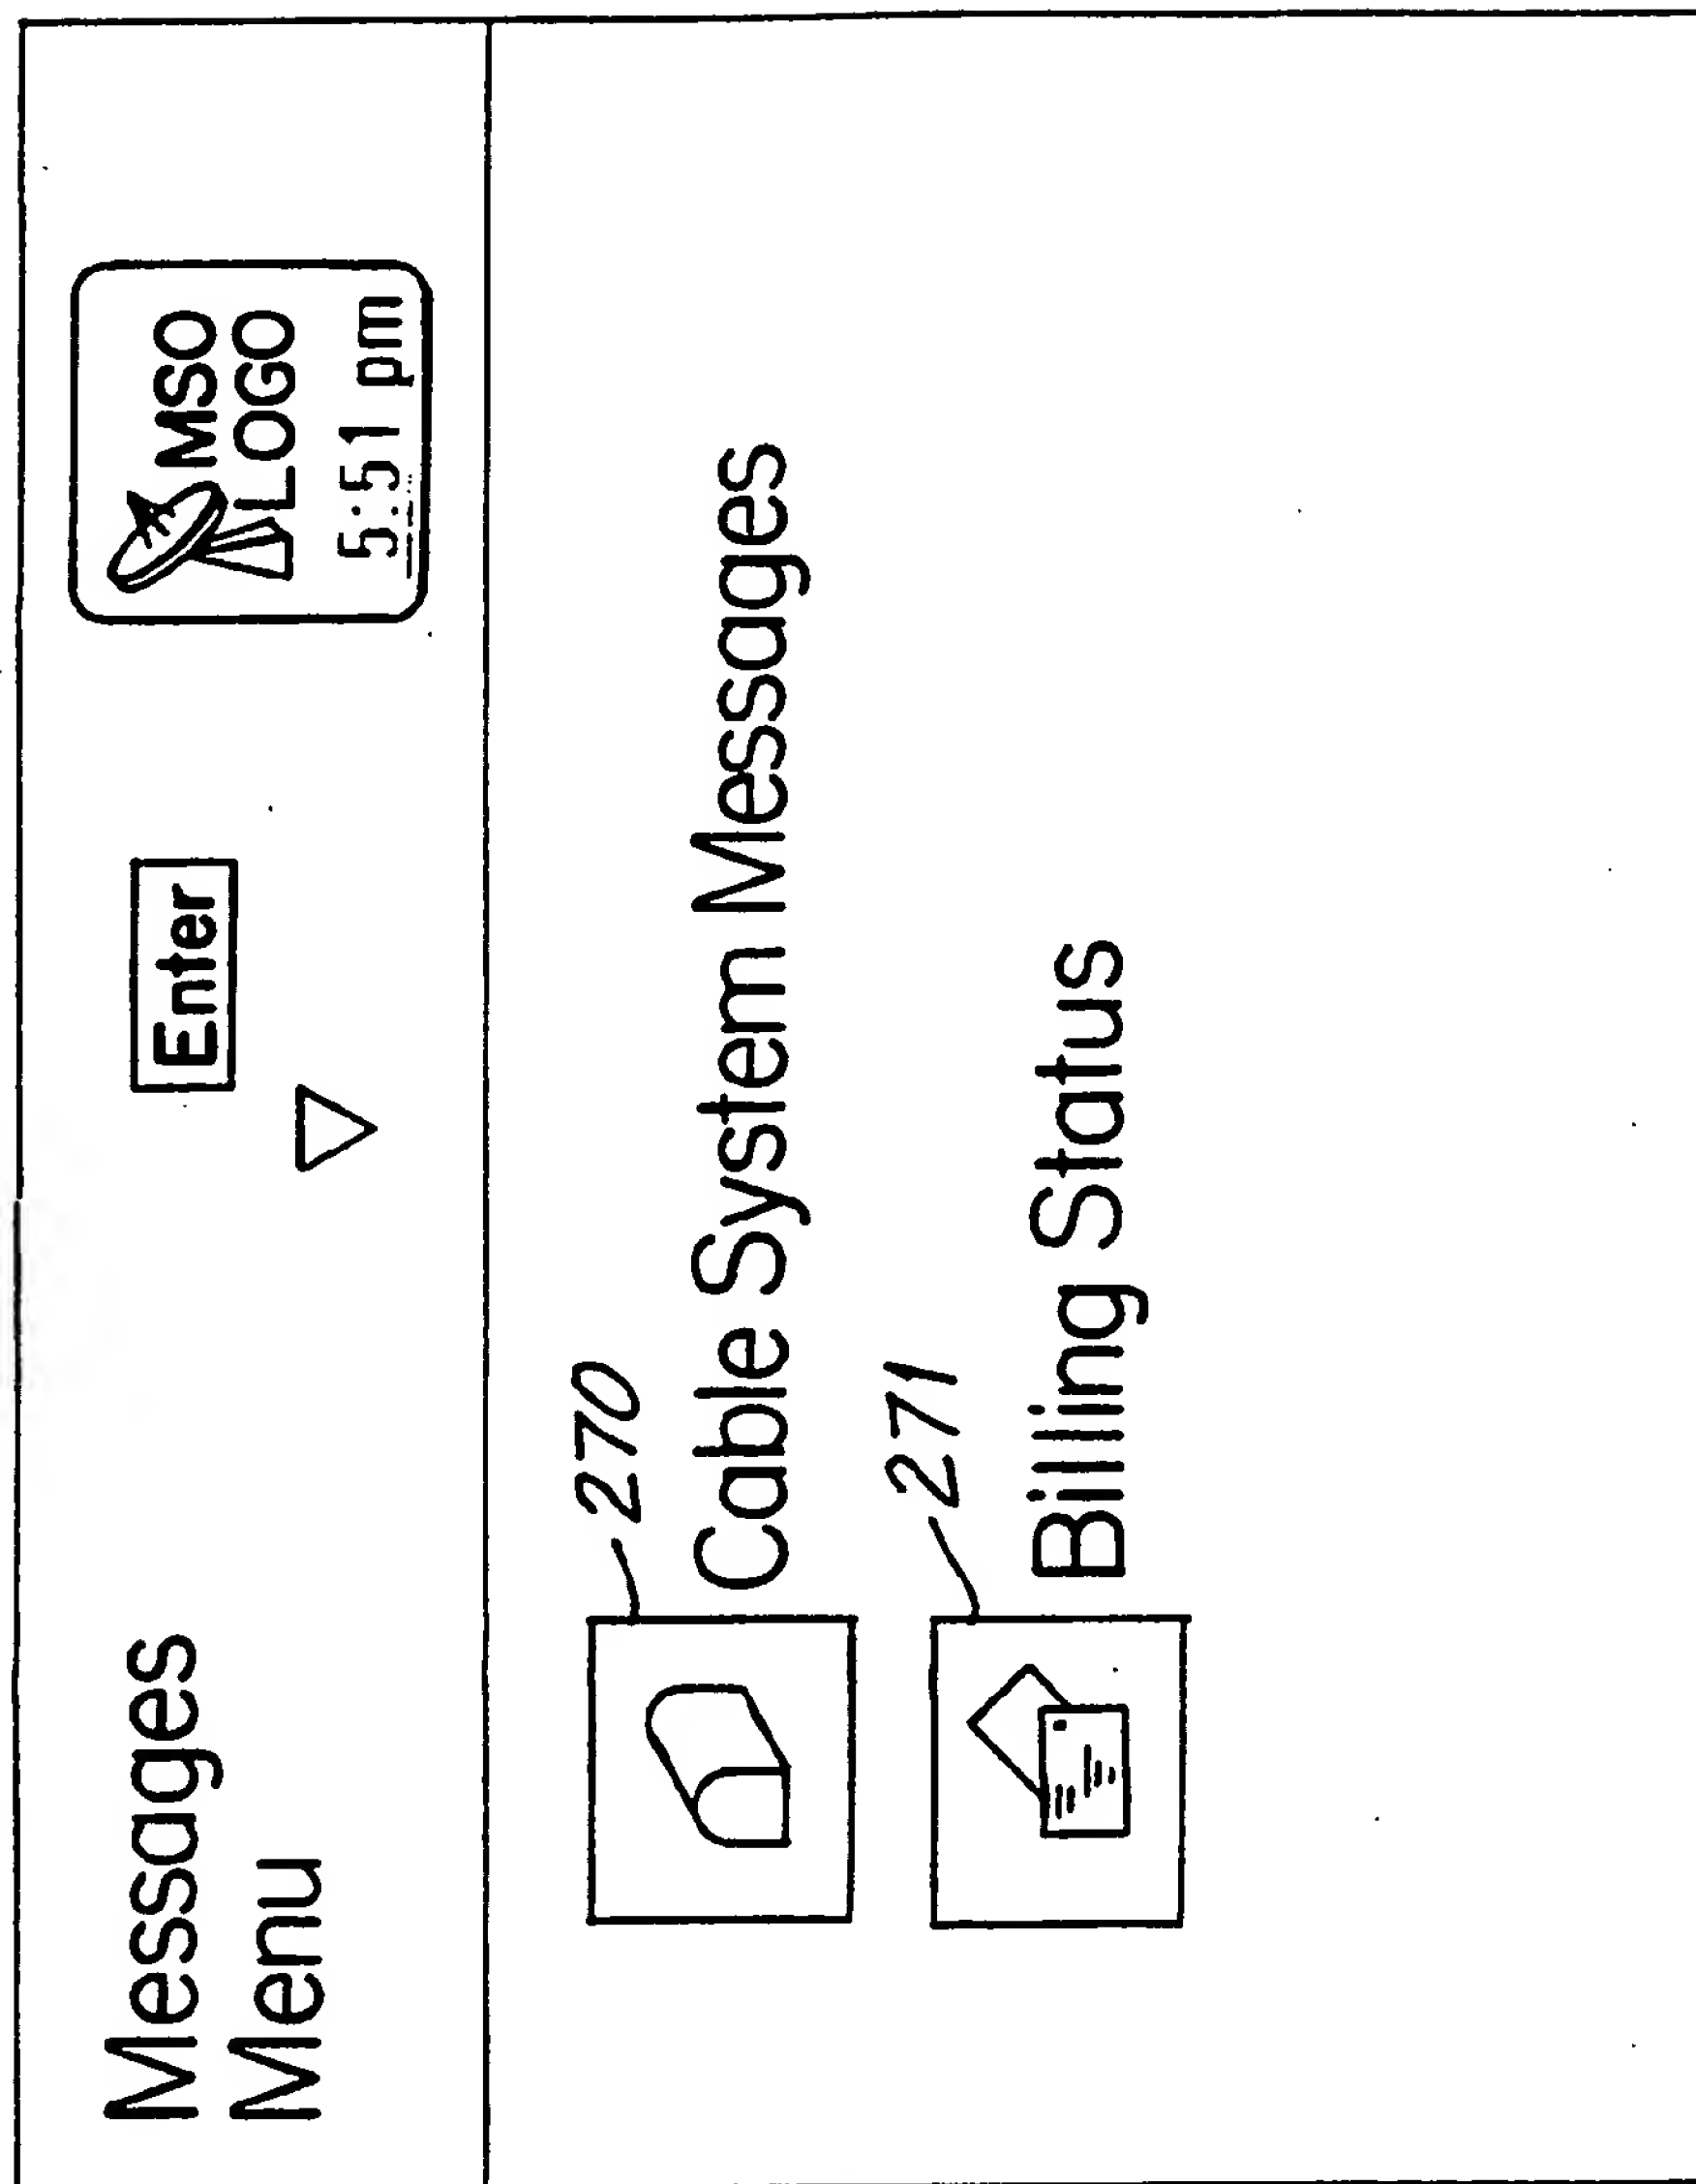 Messages
Menu
Enter
MSO
LOGO
5:51 pm
270
Cable System Messages
271
Billing Status